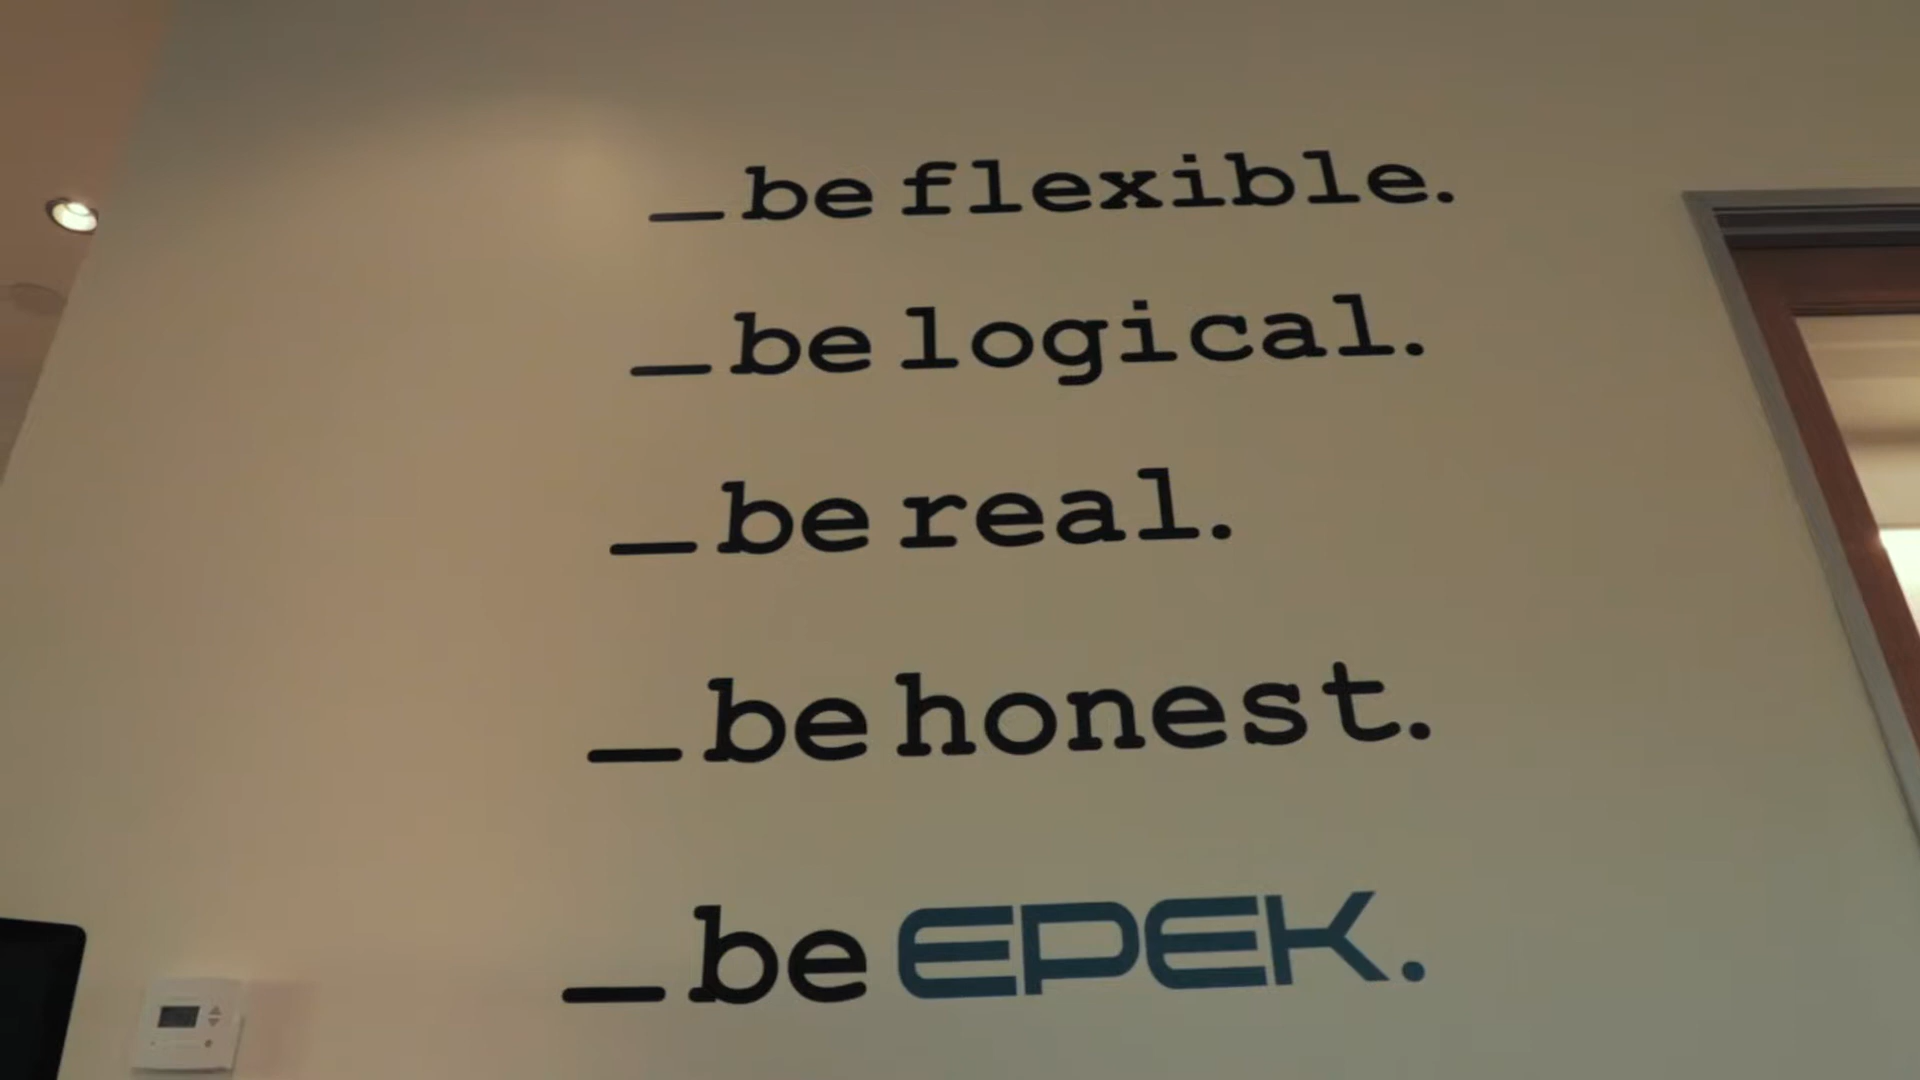 _be flexible.
_be logical.
_be real.
_be honest.
_be EPEK.